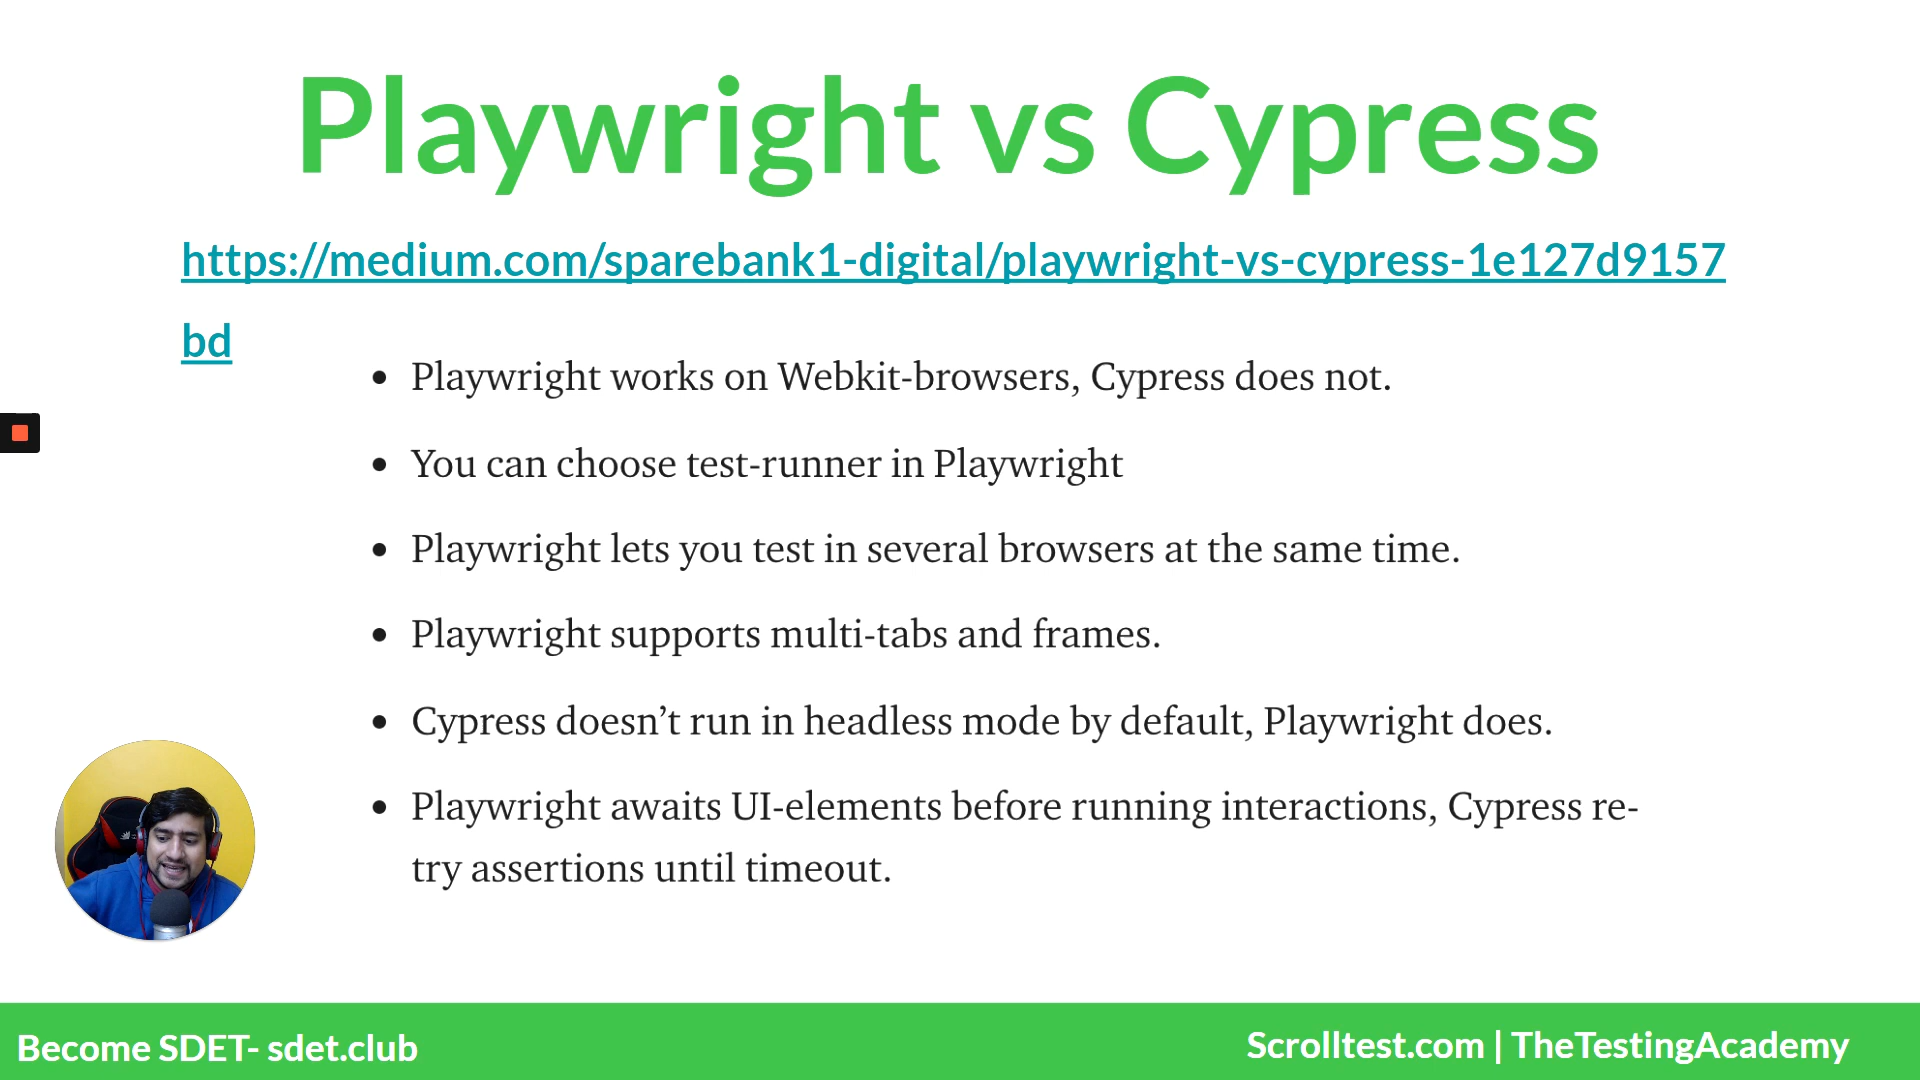 Playwright vs Cypress
https://medium.com/sparebank1-digital/playwright-vs-cypress-1e127d9157
bd
• Playwright works on Webkit-browsers, Cypress does not.
• You can choose test-runner in Playwright
• Playwright lets you test in several browsers at the same time.
• Playwright supports multi-tabs and frames.
• Cypress doesn’t run in headless mode by default, Playwright does.
• Playwright awaits UI-elements before running interactions, Cypress re-
try assertions until timeout.
Become SDET- sdet.club
Scrolltest.com | TheTestingAcademy